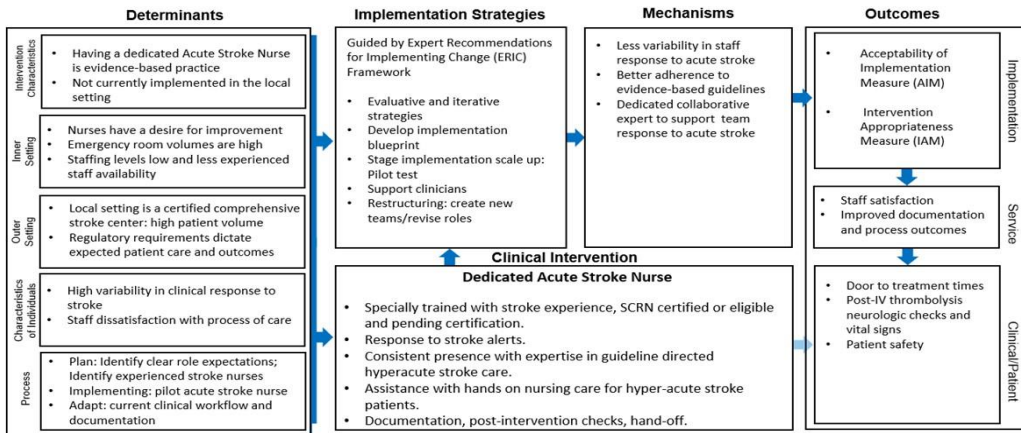 Determinants
Implementation Strategies
Mechanisms
Outcomes
Intervention
Characteristics
• Having a dedicated Acute Stroke Nurse
is evidence-based practice
• Not currently implemented in the local
setting
Inner
Setting
• Nurses have a desire for improvement
• Emergency room volumes are high
• Staffing levels low and less experienced
staff availability
Outer
Setting
• Local setting is a certified comprehensive
stroke center: high patient volume
• Regulatory requirements dictate
expected patient care and outcomes
Characteristics
of Individuals
• High variability in clinical response to
stroke
• Staff dissatisfaction with process of care
Process
• Plan: Identify clear role expectations;
Identify experienced stroke nurses
• Implementing: pilot acute stroke nurse
• Adapt: current clinical workflow and
documentation
Guided by Expert Recommendations
for Implementing Change (ERIC)
Framework
• Evaluative and iterative
strategies
• Develop implementation
blueprint
• Stage implementation scale up:
Pilot test
• Support clinicians
• Restructuring: create new
teams/revise roles
• Less variability in staff
response to acute stroke
• Better adherence to
evidence-based guidelines
• Dedicated collaborative
expert to support team
response to acute stroke
Clinical Intervention
Dedicated Acute Stroke Nurse
• Specially trained with stroke experience, SCRN certified or eligible
and pending certification.
• Response to stroke alerts.
• Consistent presence with expertise in guideline directed
hyperacute stroke care.
• Assistance with hands on nursing care for hyper-acute stroke
patients.
• Documentation, post-intervention checks, hand-off.
• Acceptability of
Implementation
Measure (AIM)
• Intervention
Appropriateness
Measure (IAM)
Implementation
• Staff satisfaction
• Improved documentation
and process outcomes
Service
• Door to treatment times
• Post-IV thrombolysis
neurologic checks and
vital signs
• Patient safety
Clinical/Patient